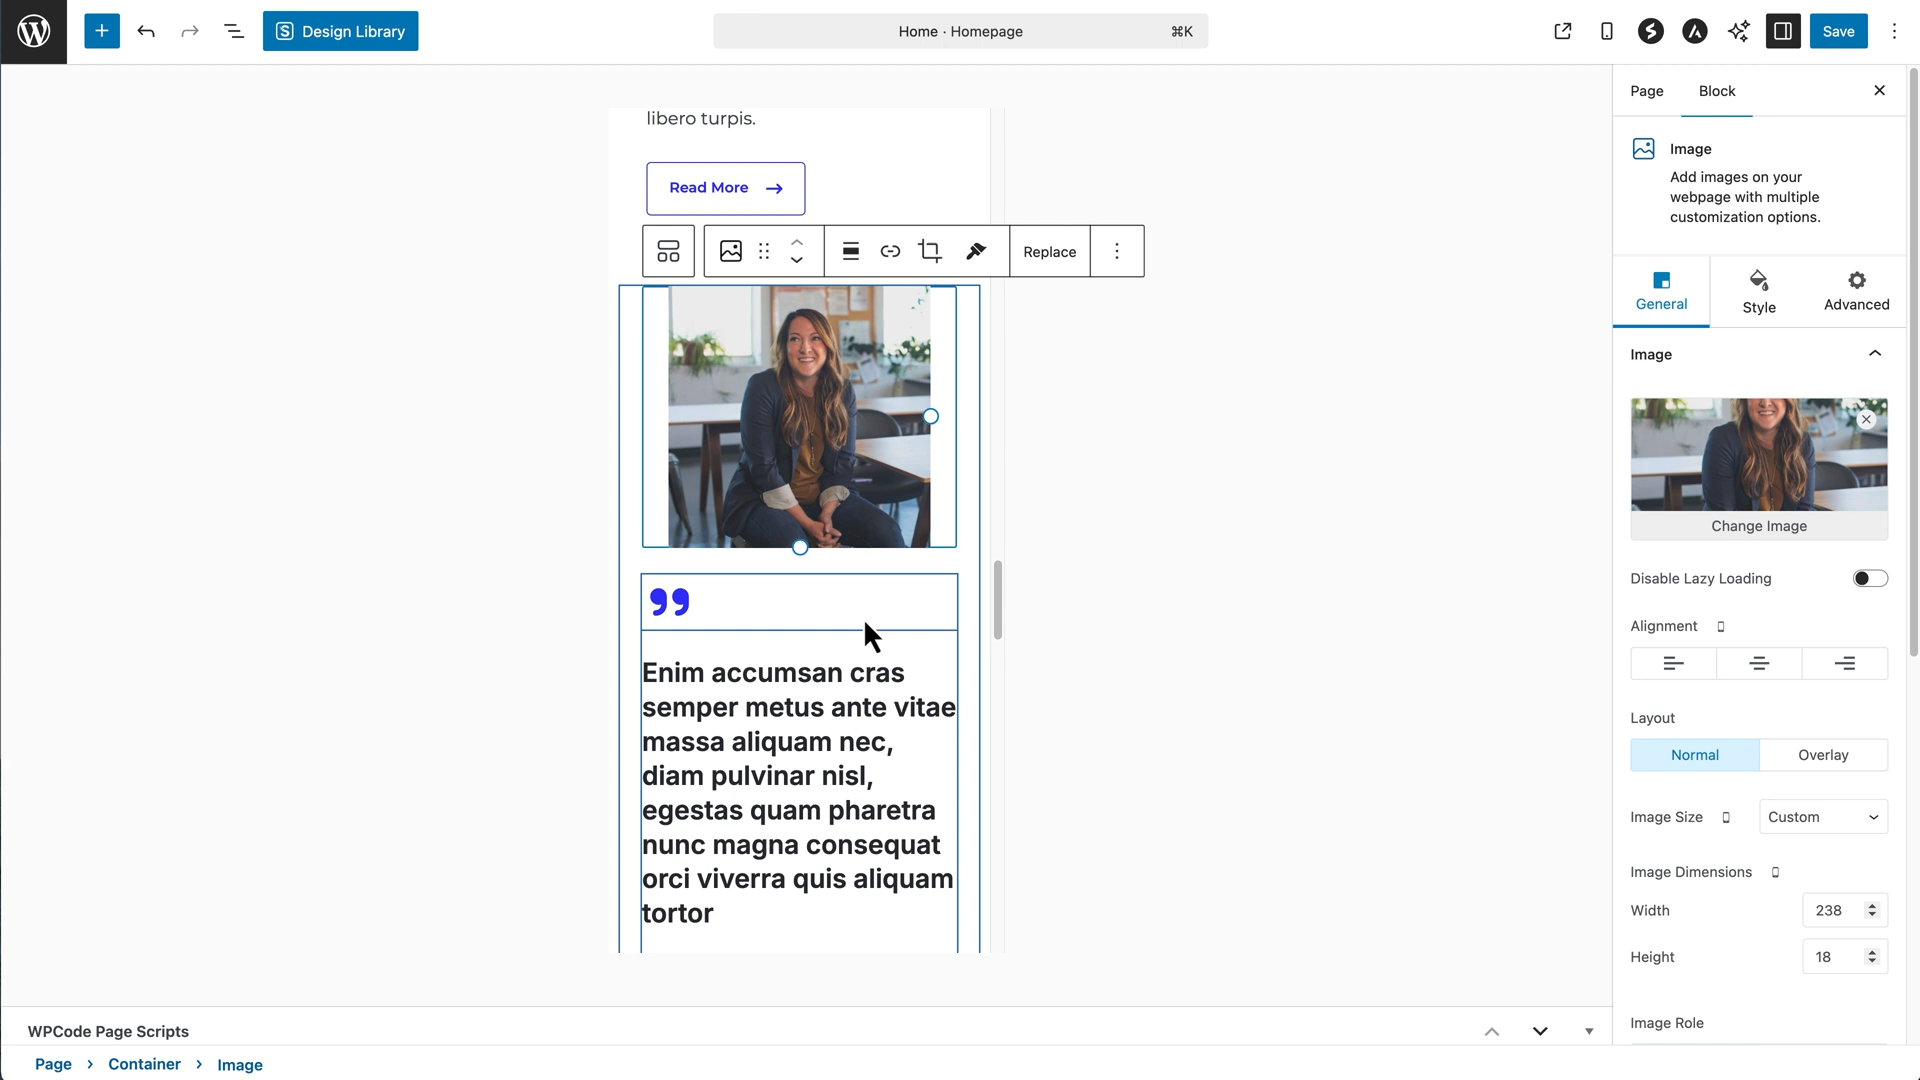 Design Library
Home · Homepage
⌘K
Save
Page
Block
Image
Add images on your
webpage with multiple
customization options.
General
Style
Advanced
Image
Change Image
Disable Lazy Loading
Alignment
Layout
Normal
Overlay
Image Size
Custom
Image Dimensions
Width
238
Height
18
Image Role
libero turpis.
Read More
Replace
Enim accumsan cras
semper metus ante vitae
massa aliquam nec,
diam pulvinar nisl,
egestas quam pharetra
nunc magna consequat
orci viverra quis aliquam
tortor
WPCode Page Scripts
Page › Container › Image